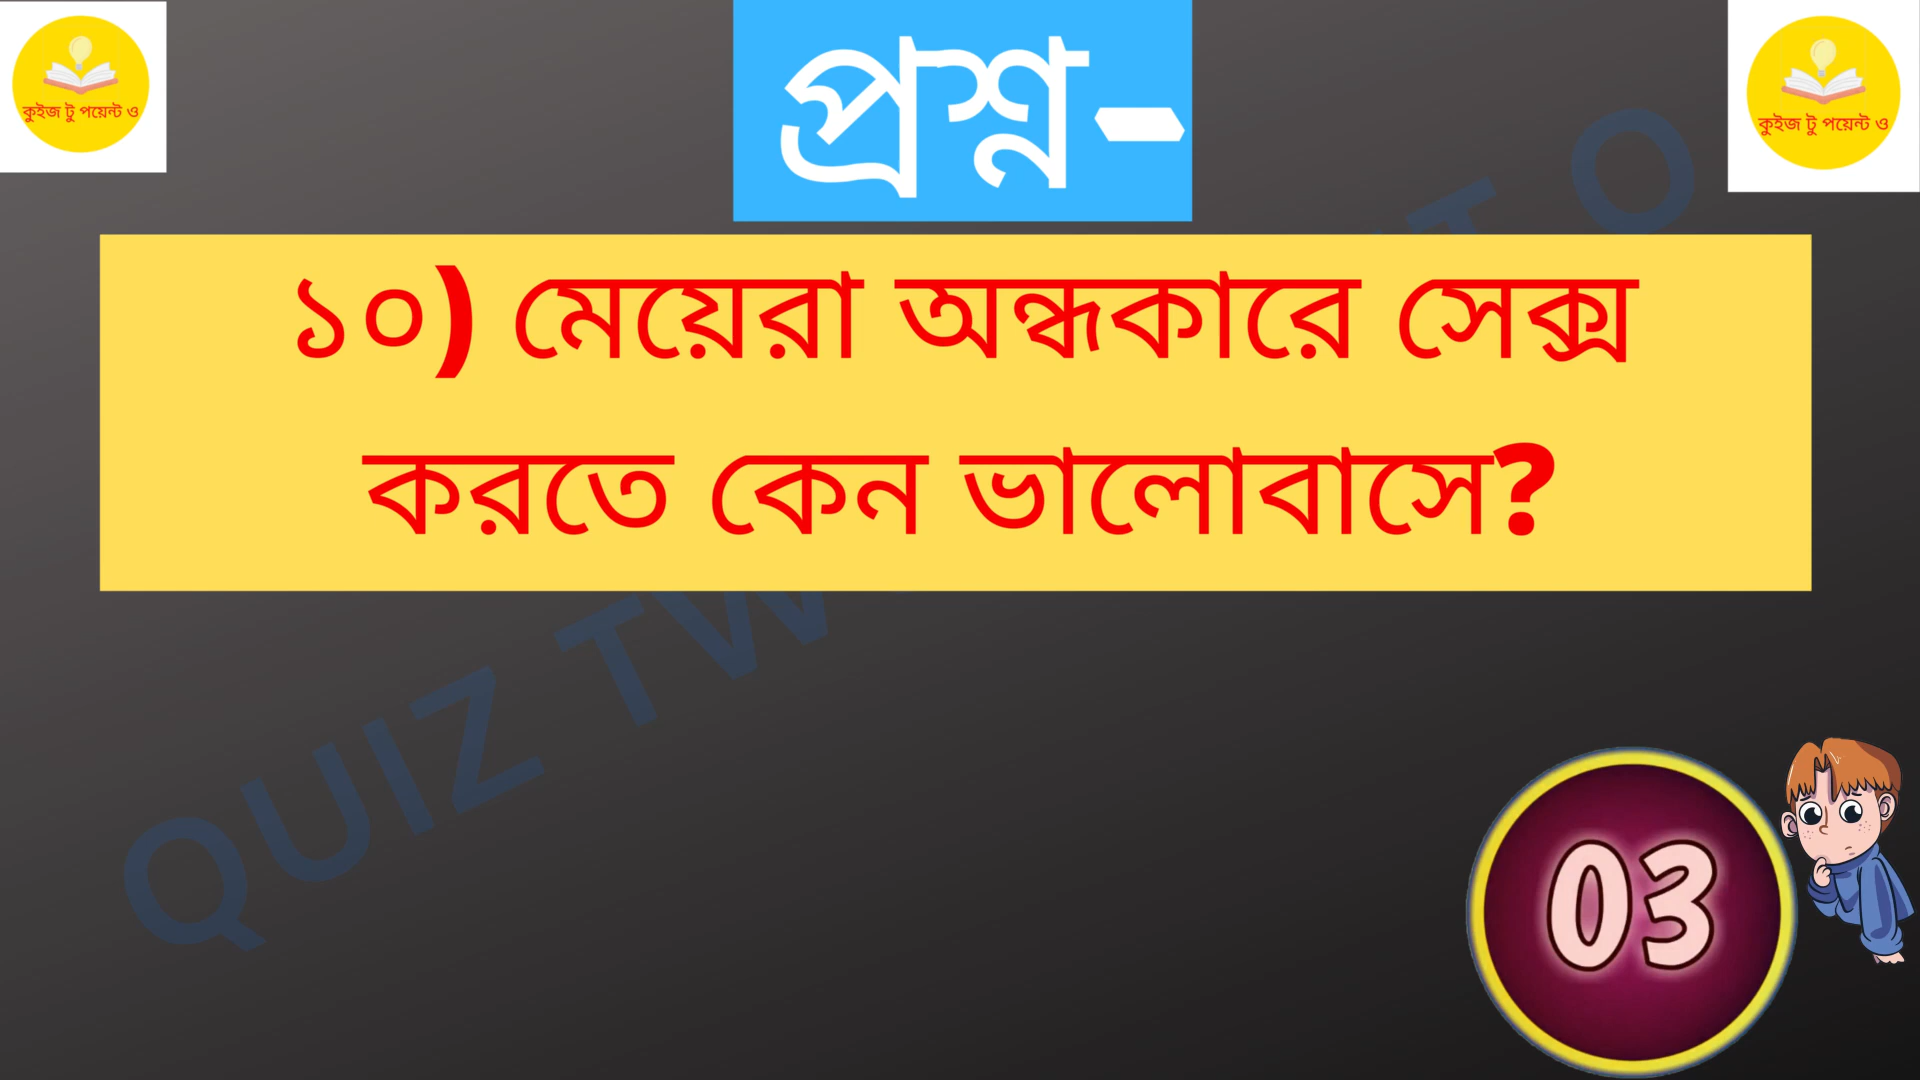 কুইজ টু পয়েন্ট ও
প্রশ্ন-
কুইজ টু পয়েন্ট ও
১০) মেয়েরা অন্ধকারে সেক্স
করতে কেন ভালোবাসে?
QUIZ TW
T O
03